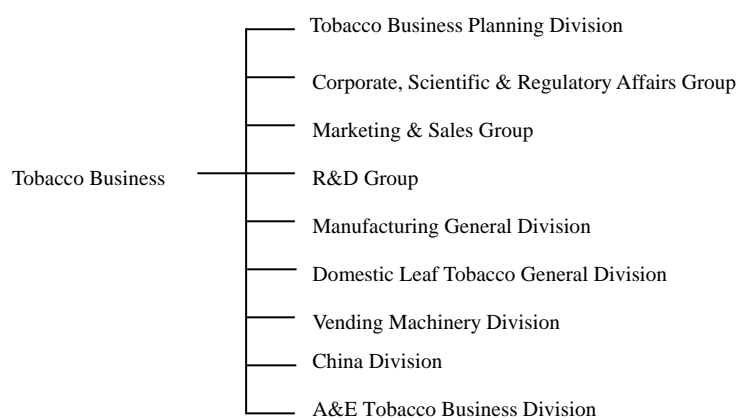 Tobacco Business Planning Division
Corporate, Scientific & Regulatory Affairs Group
Marketing & Sales Group
Tobacco Business
R&D Group
Manufacturing General Division
Domestic Leaf Tobacco General Division
Vending Machinery Division
China Division
A&E Tobacco Business Division